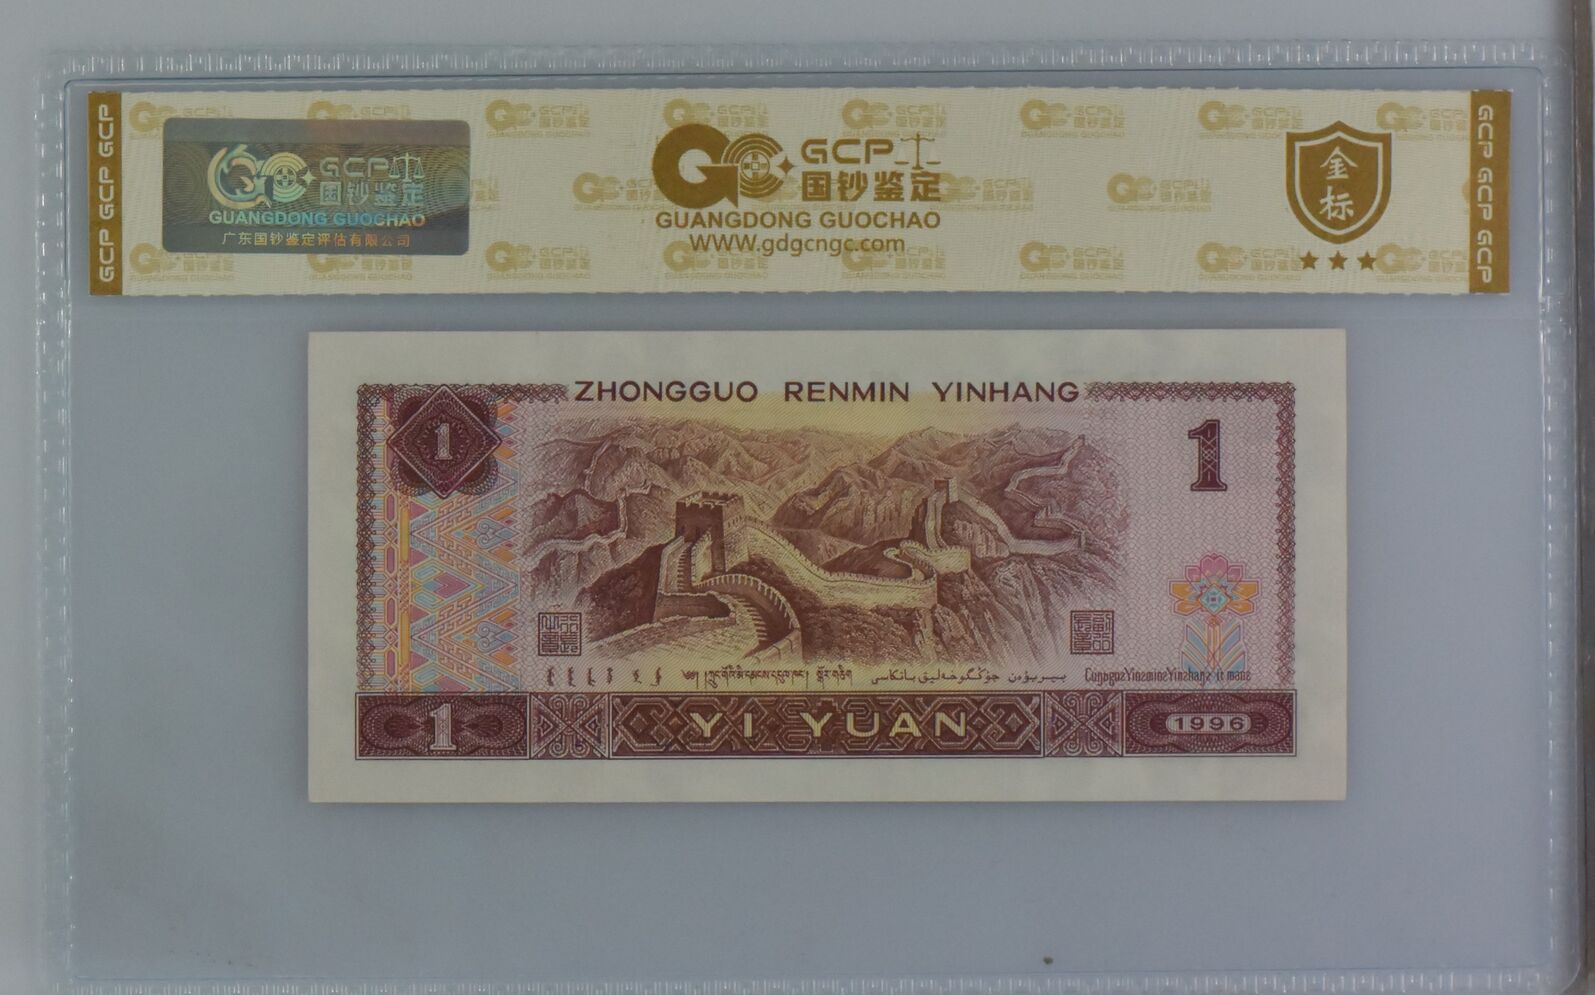 GCP GCP GCP
GCP
国钞鉴定
GUANGDONG GUOCHAO
广东国钞鉴定评估有限公司
GCP
国钞鉴定
GUANGDONG GUOCHAO
WWW.gdgcngc.com
金标
GCP GCP GCP
ZHONGGUO RENMIN YINHANG
1
1
1
YI YUAN
1996